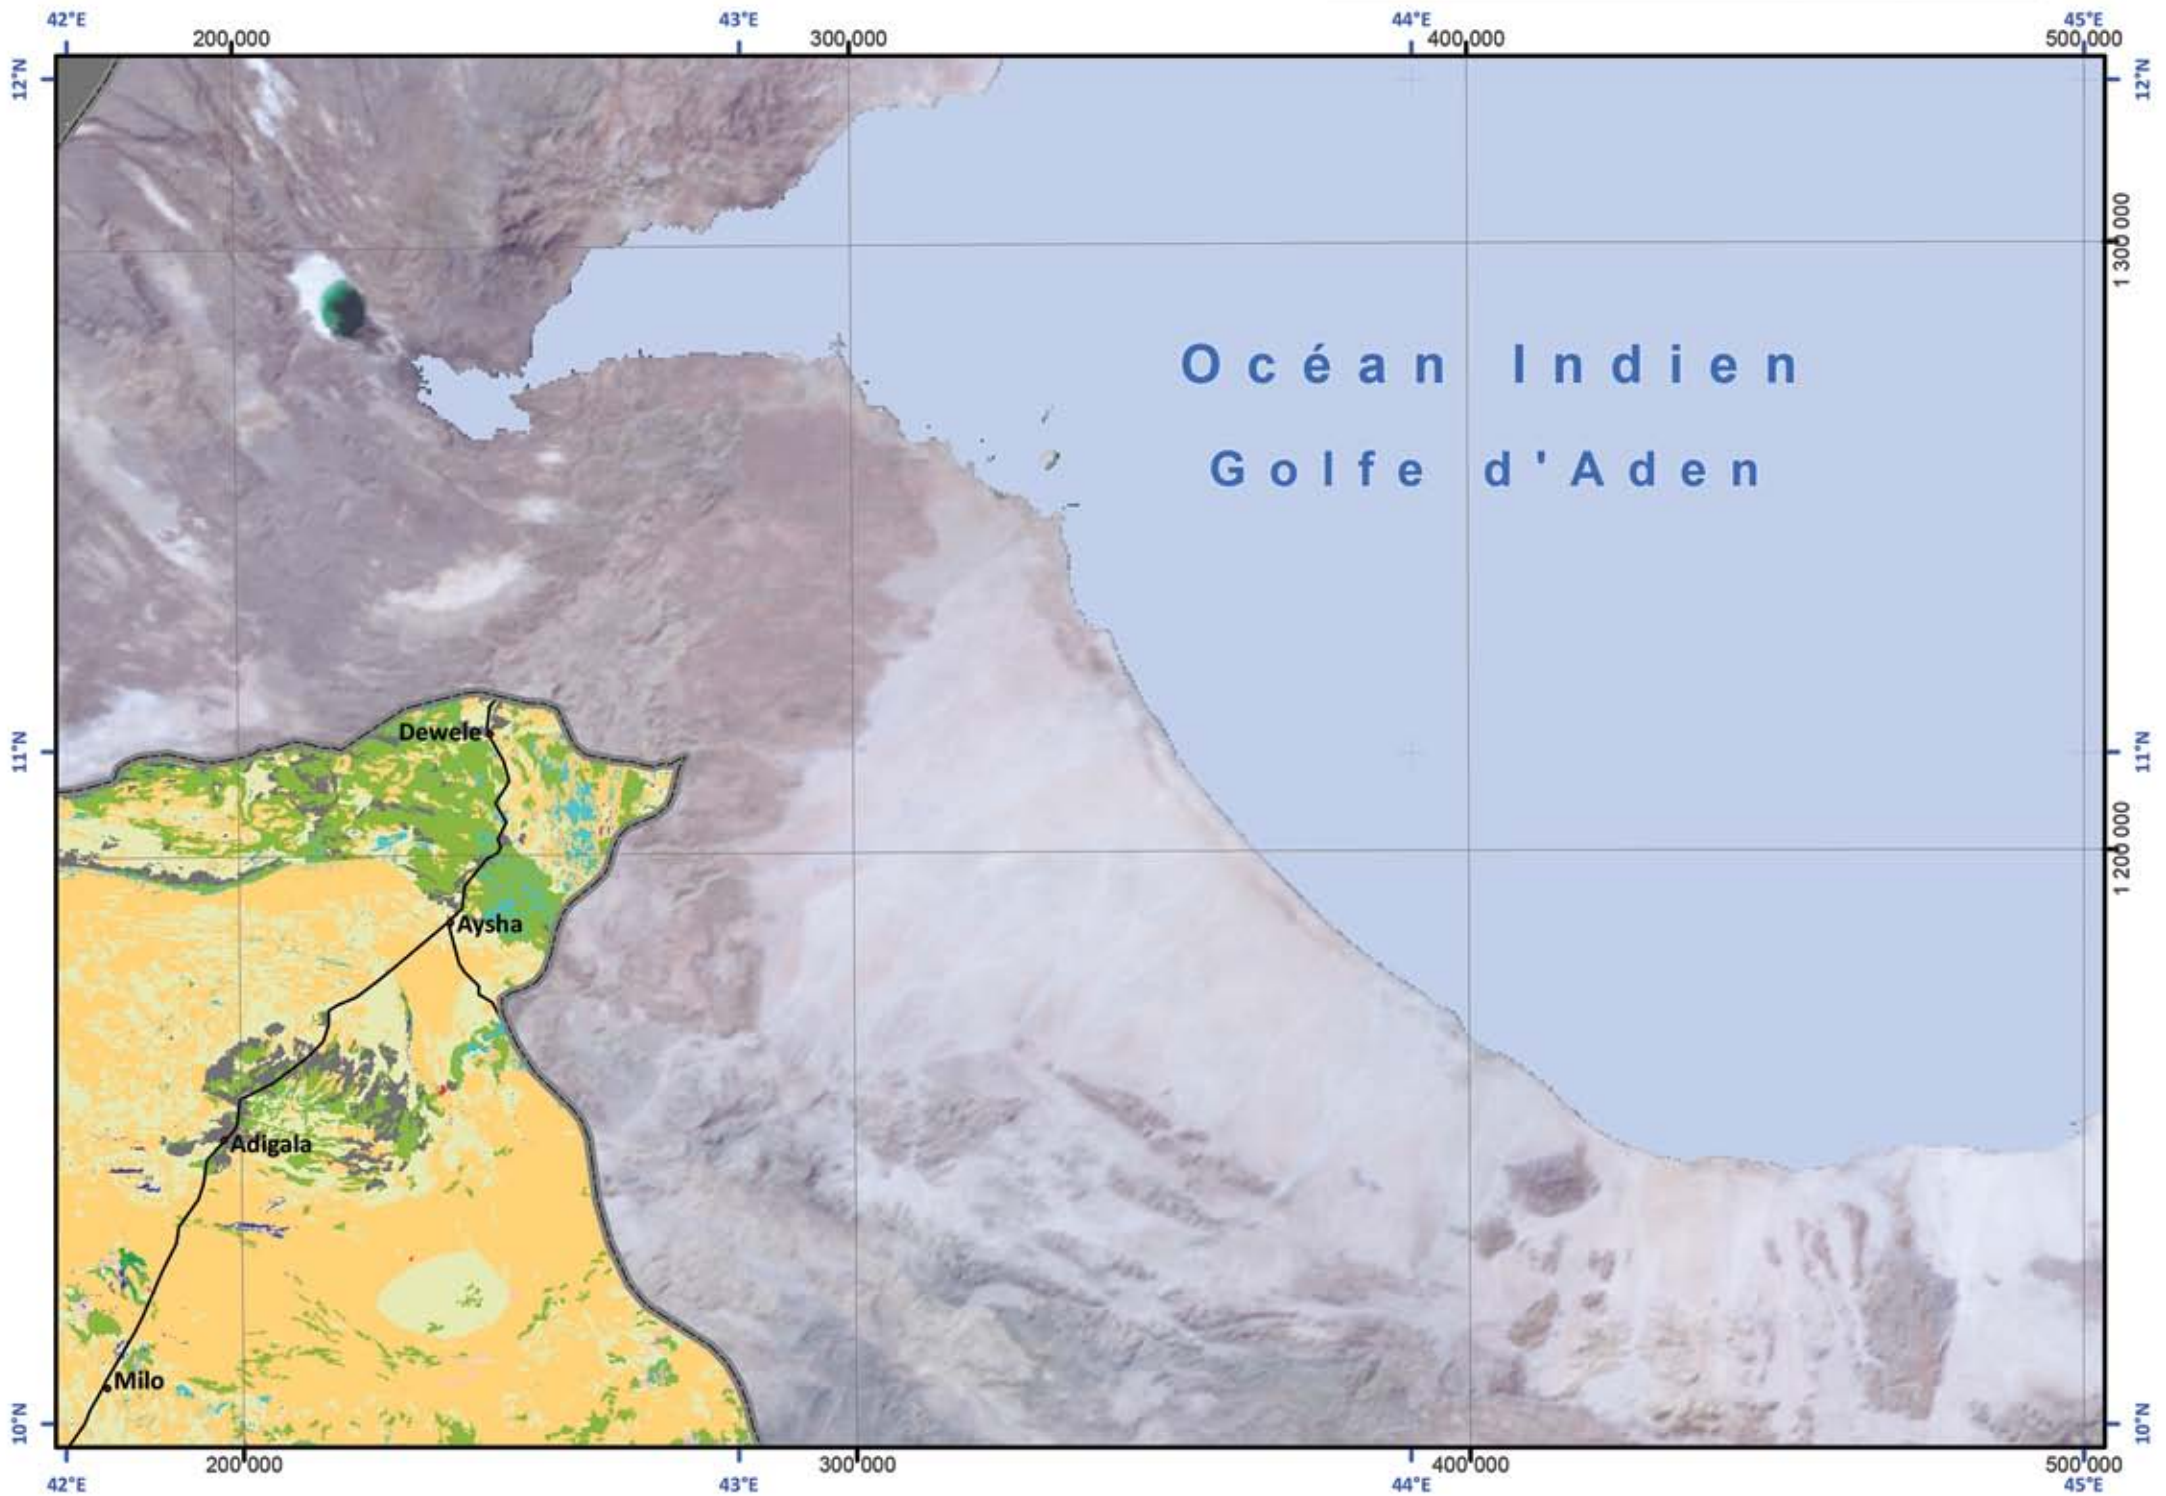 42°E 43°E 44°E 45°E
200 000 300 000 400 000 500 000
12°N 12°N
1 300 000
Océan Indien
Golfe d'Aden
Dewele
11°N 11°N
1 200 000
Aysha
Adigala
Milo
10°N 10°N
200 000 300 000 400 000 500 000
42°E 43°E 44°E 45°E